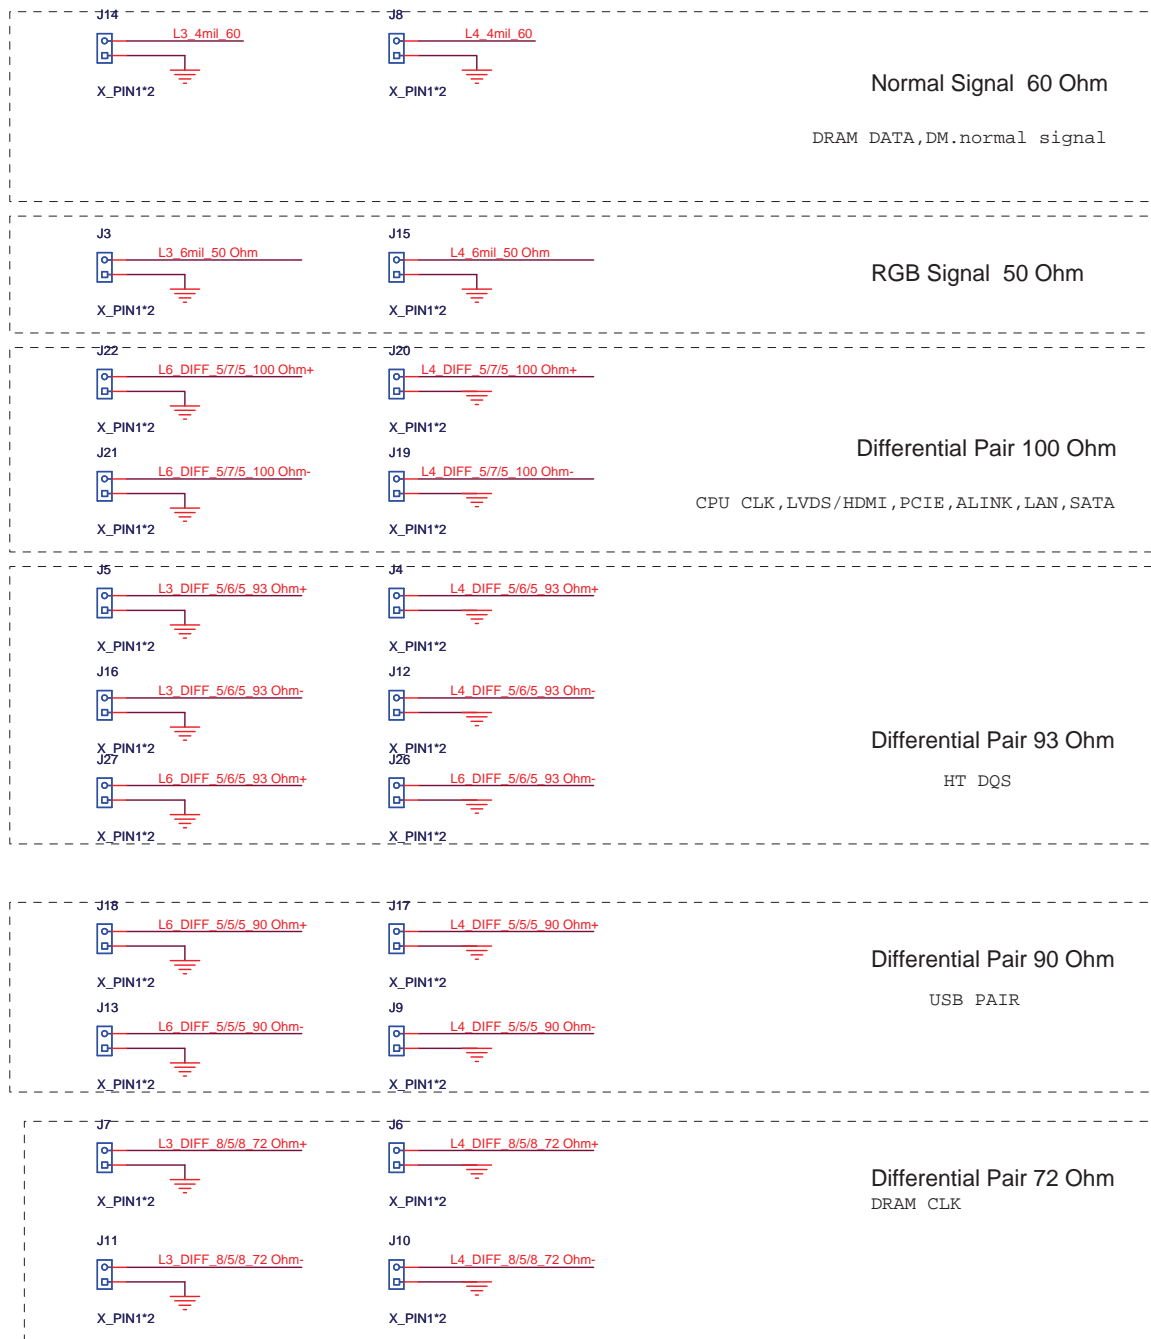 J14 J8
L3_4mil_60 L4_4mil_60
X_PIN1*2 X_PIN1*2
Normal Signal 60 Ohm
DRAM DATA,DM.normal signal
J3 J15
L3_6mil_50 Ohm L4_6mil_50 Ohm
RGB Signal 50 Ohm
X_PIN1*2 X_PIN1*2
J22 J20
L6_DIFF_5/7/5_100 Ohm+ L4_DIFF_5/7/5_100 Ohm+
X_PIN1*2 X_PIN1*2
Differential Pair 100 Ohm
J21 J19
L6_DIFF_5/7/5_100 Ohm- L4_DIFF_5/7/5_100 Ohm-
CPU CLK,LVDS/HDMI,PCIE,ALINK,LAN,SATA
X_PIN1*2 X_PIN1*2
J5 J4
L3_DIFF_5/6/5_93 Ohm+ L4_DIFF_5/6/5_93 Ohm+
X_PIN1*2 X_PIN1*2
J16 J12
L3_DIFF_5/6/5_93 Ohm- L4_DIFF_5/6/5_93 Ohm-
Differential Pair 93 Ohm
X_PIN1*2 X_PIN1*2
J27 J26
L6_DIFF_5/6/5_93 Ohm+ L6_DIFF_5/6/5_93 Ohm-
HT DQS
X_PIN1*2 X_PIN1*2
J18 J17
L6_DIFF_5/5/5_90 Ohm+ L4_DIFF_5/5/5_90 Ohm+
Differential Pair 90 Ohm
X_PIN1*2 X_PIN1*2
USB PAIR
J13 J9
L6_DIFF_5/5/5_90 Ohm- L4_DIFF_5/5/5_90 Ohm-
X_PIN1*2 X_PIN1*2
J7 J6
L3_DIFF_8/5/8_72 Ohm+ L4_DIFF_8/5/8_72 Ohm+
Differential Pair 72 Ohm
X_PIN1*2 X_PIN1*2
DRAM CLK
J11 J10
L3_DIFF_8/5/8_72 Ohm- L4_DIFF_8/5/8_72 Ohm-
X_PIN1*2 X_PIN1*2